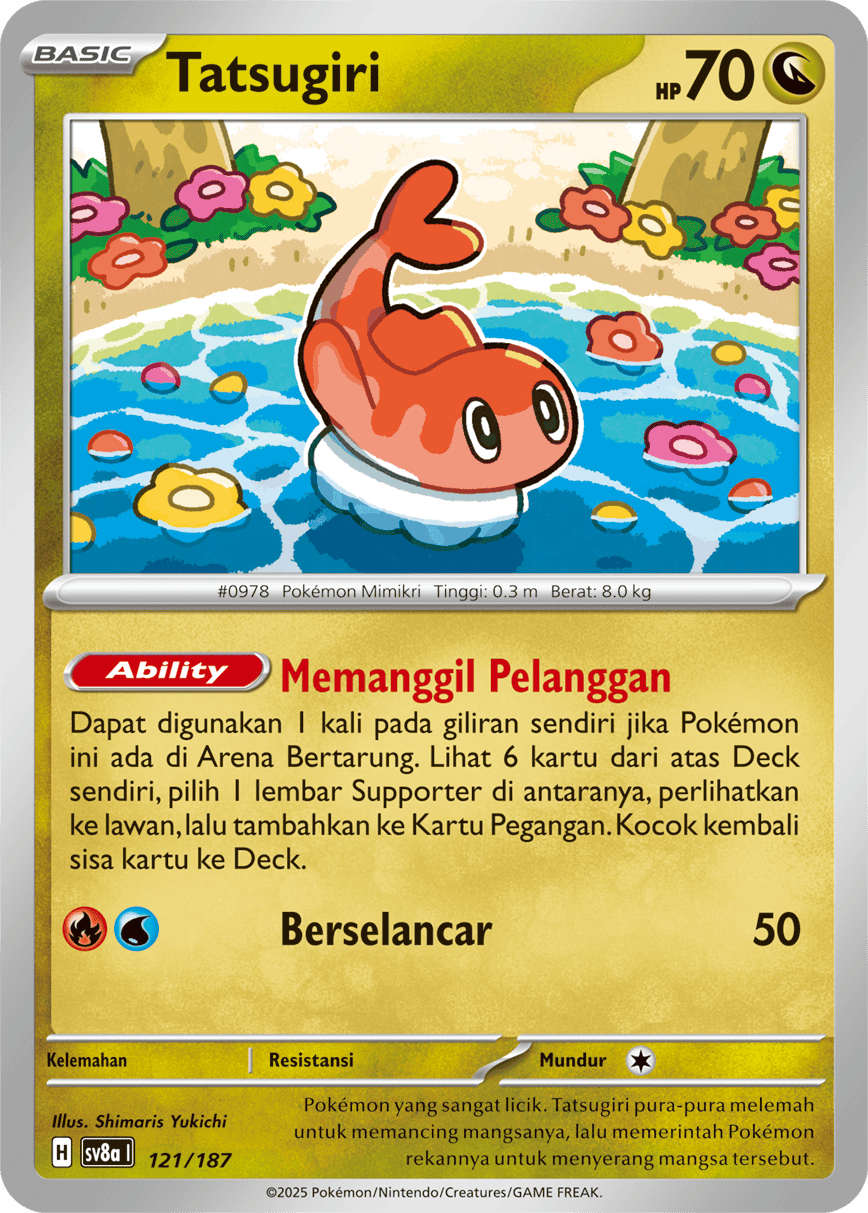 BASIC
Tatsugiri
HP 70
#0978 Pokémon Mimikri Tinggi: 0.3 m Berat: 8.0 kg
Ability Memanggil Pelanggan
Dapat digunakan 1 kali pada giliran sendiri jika Pokémon
ini ada di Arena Bertarung. Lihat 6 kartu dari atas Deck
sendiri, pilih 1 lembar Supporter di antaranya, perlihatkan
ke lawan, lalu tambahkan ke Kartu Pegangan. Kocok kembali
sisa kartu ke Deck.
Berselancar 50
Kelemahan Resistansi Mundur
Illus. Shimaris Yukichi
H sv8a I 121/187
Pokémon yang sangat licik. Tatsugiri pura-pura melemah
untuk memancing mangsanya, lalu memerintah Pokémon
rekannya untuk menyerang mangsa tersebut.
©2025 Pokémon/Nintendo/Creatures/GAME FREAK.